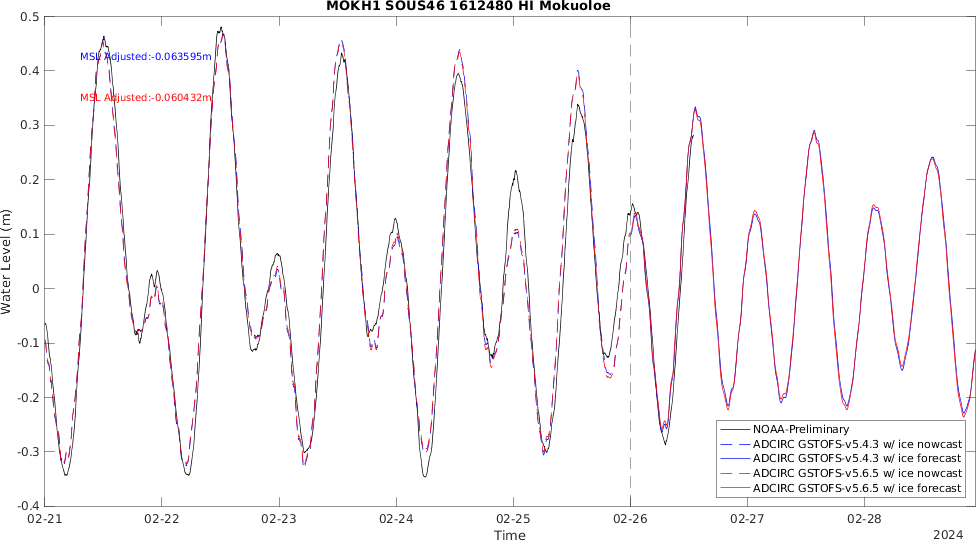 MOKH1 SOUS46 1612480 HI Mokuoloe
0.5
0.4
0.3
0.2
0.1
0
-0.1
-0.2
-0.3
-0.4
Water Level (m)
MSL Adjusted:-0.063595m
MSL Adjusted:-0.060432m
NOAA-Preliminary
ADCIRC GSTOFS-v5.4.3 w/ ice nowcast
ADCIRC GSTOFS-v5.4.3 w/ ice forecast
ADCIRC GSTOFS-v5.6.5 w/ ice nowcast
ADCIRC GSTOFS-v5.6.5 w/ ice forecast
02-21 02-22 02-23 02-24 02-25 02-26 02-27 02-28
Time
2024